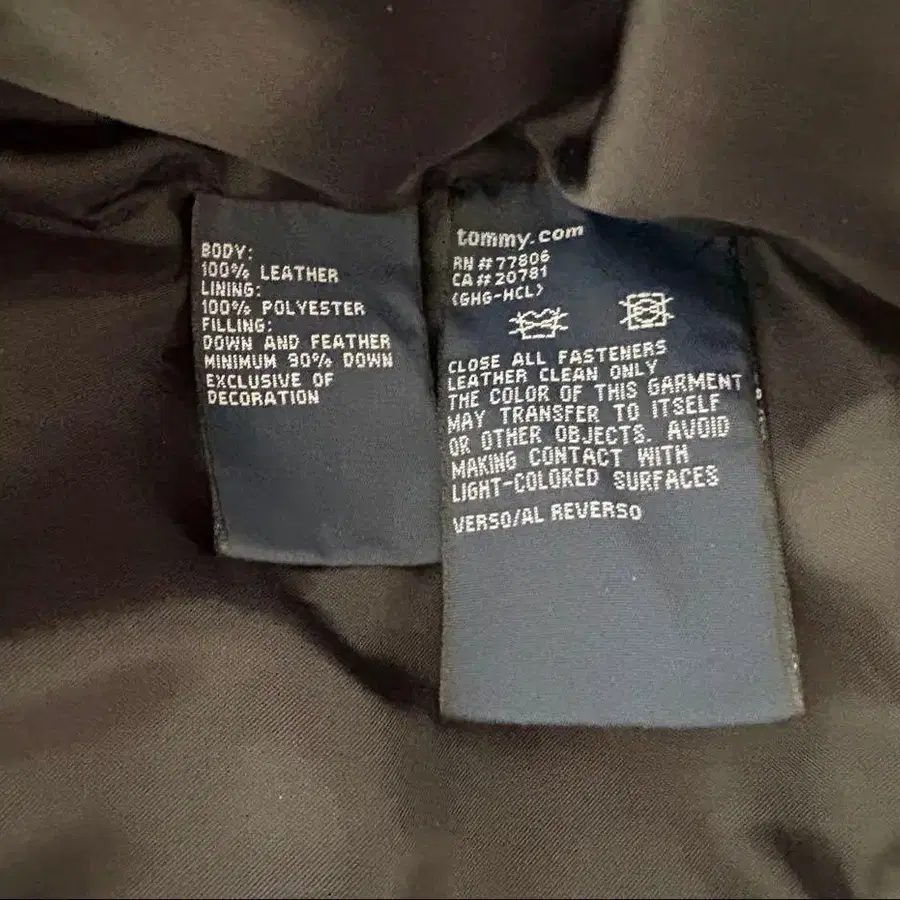 BODY:
100% LEATHER
LINING:
100% POLYESTER
FILLING:
DOWN AND FEATHER
MINIMUM 90% DOWN
EXCLUSIVE OF
DECORATION
tommy.com
RN#77806
CA#20781
(GHG-HCL)
CLOSE ALL FASTENERS
LEATHER CLEAN ONLY
THE COLOR OF THIS GARMENT
MAY TRANSFER TO ITSELF
OR OTHER OBJECTS. AVOID
MAKING CONTACT WITH
LIGHT-COLORED SURFACES
VERSO/AL REVERSO